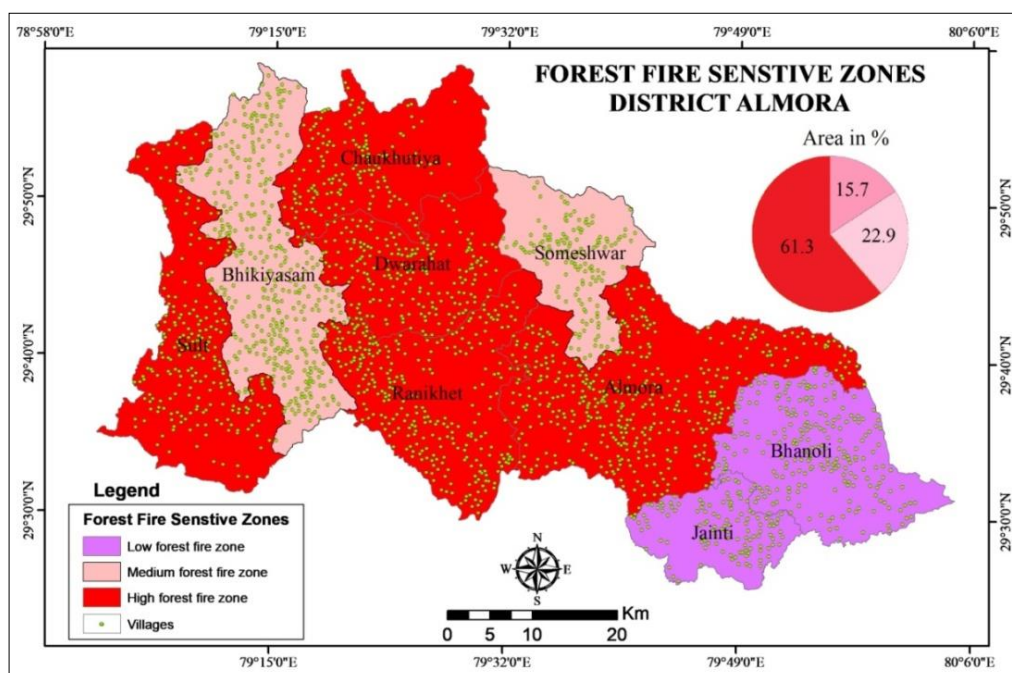 78°58'0"E 79°15'0"E 79°32'0"E 79°49'0"E 80°6'0"E
FOREST FIRE SENSTIVE ZONES
DISTRICT ALMORA
Area in %
15.7
22.9
61.3
29°50'0"N
29°50'0"N
29°40'0"N
29°40'0"N
29°30'0"N
29°30'0"N
Chaukhutiya
Someshwar
Dwarahat
Bhikiyasain
Sult
Ranikhet
Almora
Bhanoli
Jainti
Legend
Forest Fire Senstive Zones
Low forest fire zone
Medium forest fire zone
High forest fire zone
Villages
N
W E
S
Km
0 5 10 20
79°15'0"E 79°32'0"E 79°49'0"E 80°6'0"E